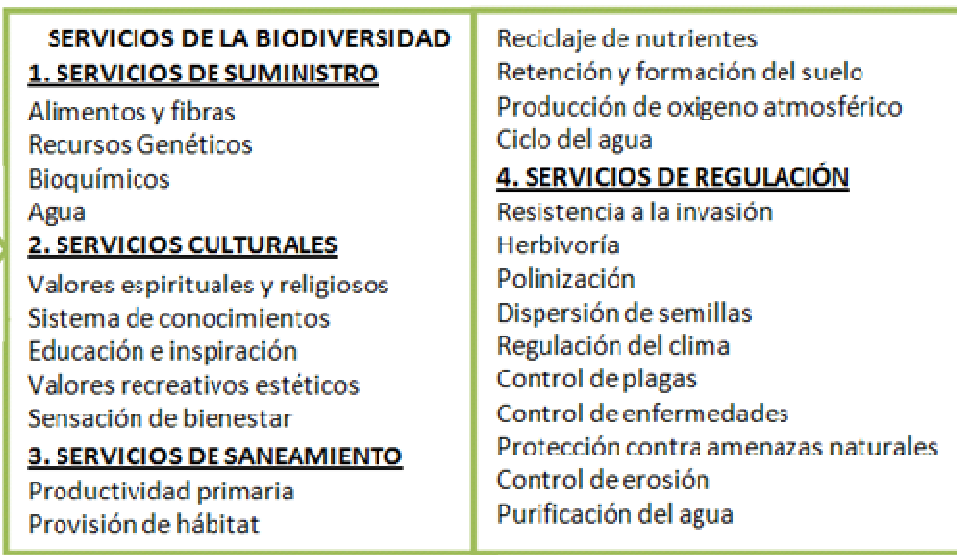 SERVICIOS DE LA BIODIVERSIDAD
1. SERVICIOS DE SUMINISTRO
Alimentos y fibras
Recursos Genéticos
Bioquímicos
Agua
2. SERVICIOS CULTURALES
Valores espirituales y religiosos
Sistema de conocimientos
Educación e inspiración
Valores recreativos estéticos
Sensación de bienestar
3. SERVICIOS DE SANEAMIENTO
Productividad primaria
Provisión de hábitat
Reciclaje de nutrientes
Retención y formación del suelo
Producción de oxigeno atmosférico
Ciclo del agua
4. SERVICIOS DE REGULACIÓN
Resistencia a la invasión
Herbivoría
Polinización
Dispersión de semillas
Regulación del clima
Control de plagas
Control de enfermedades
Protección contra amenazas naturales
Control de erosión
Purificación del agua